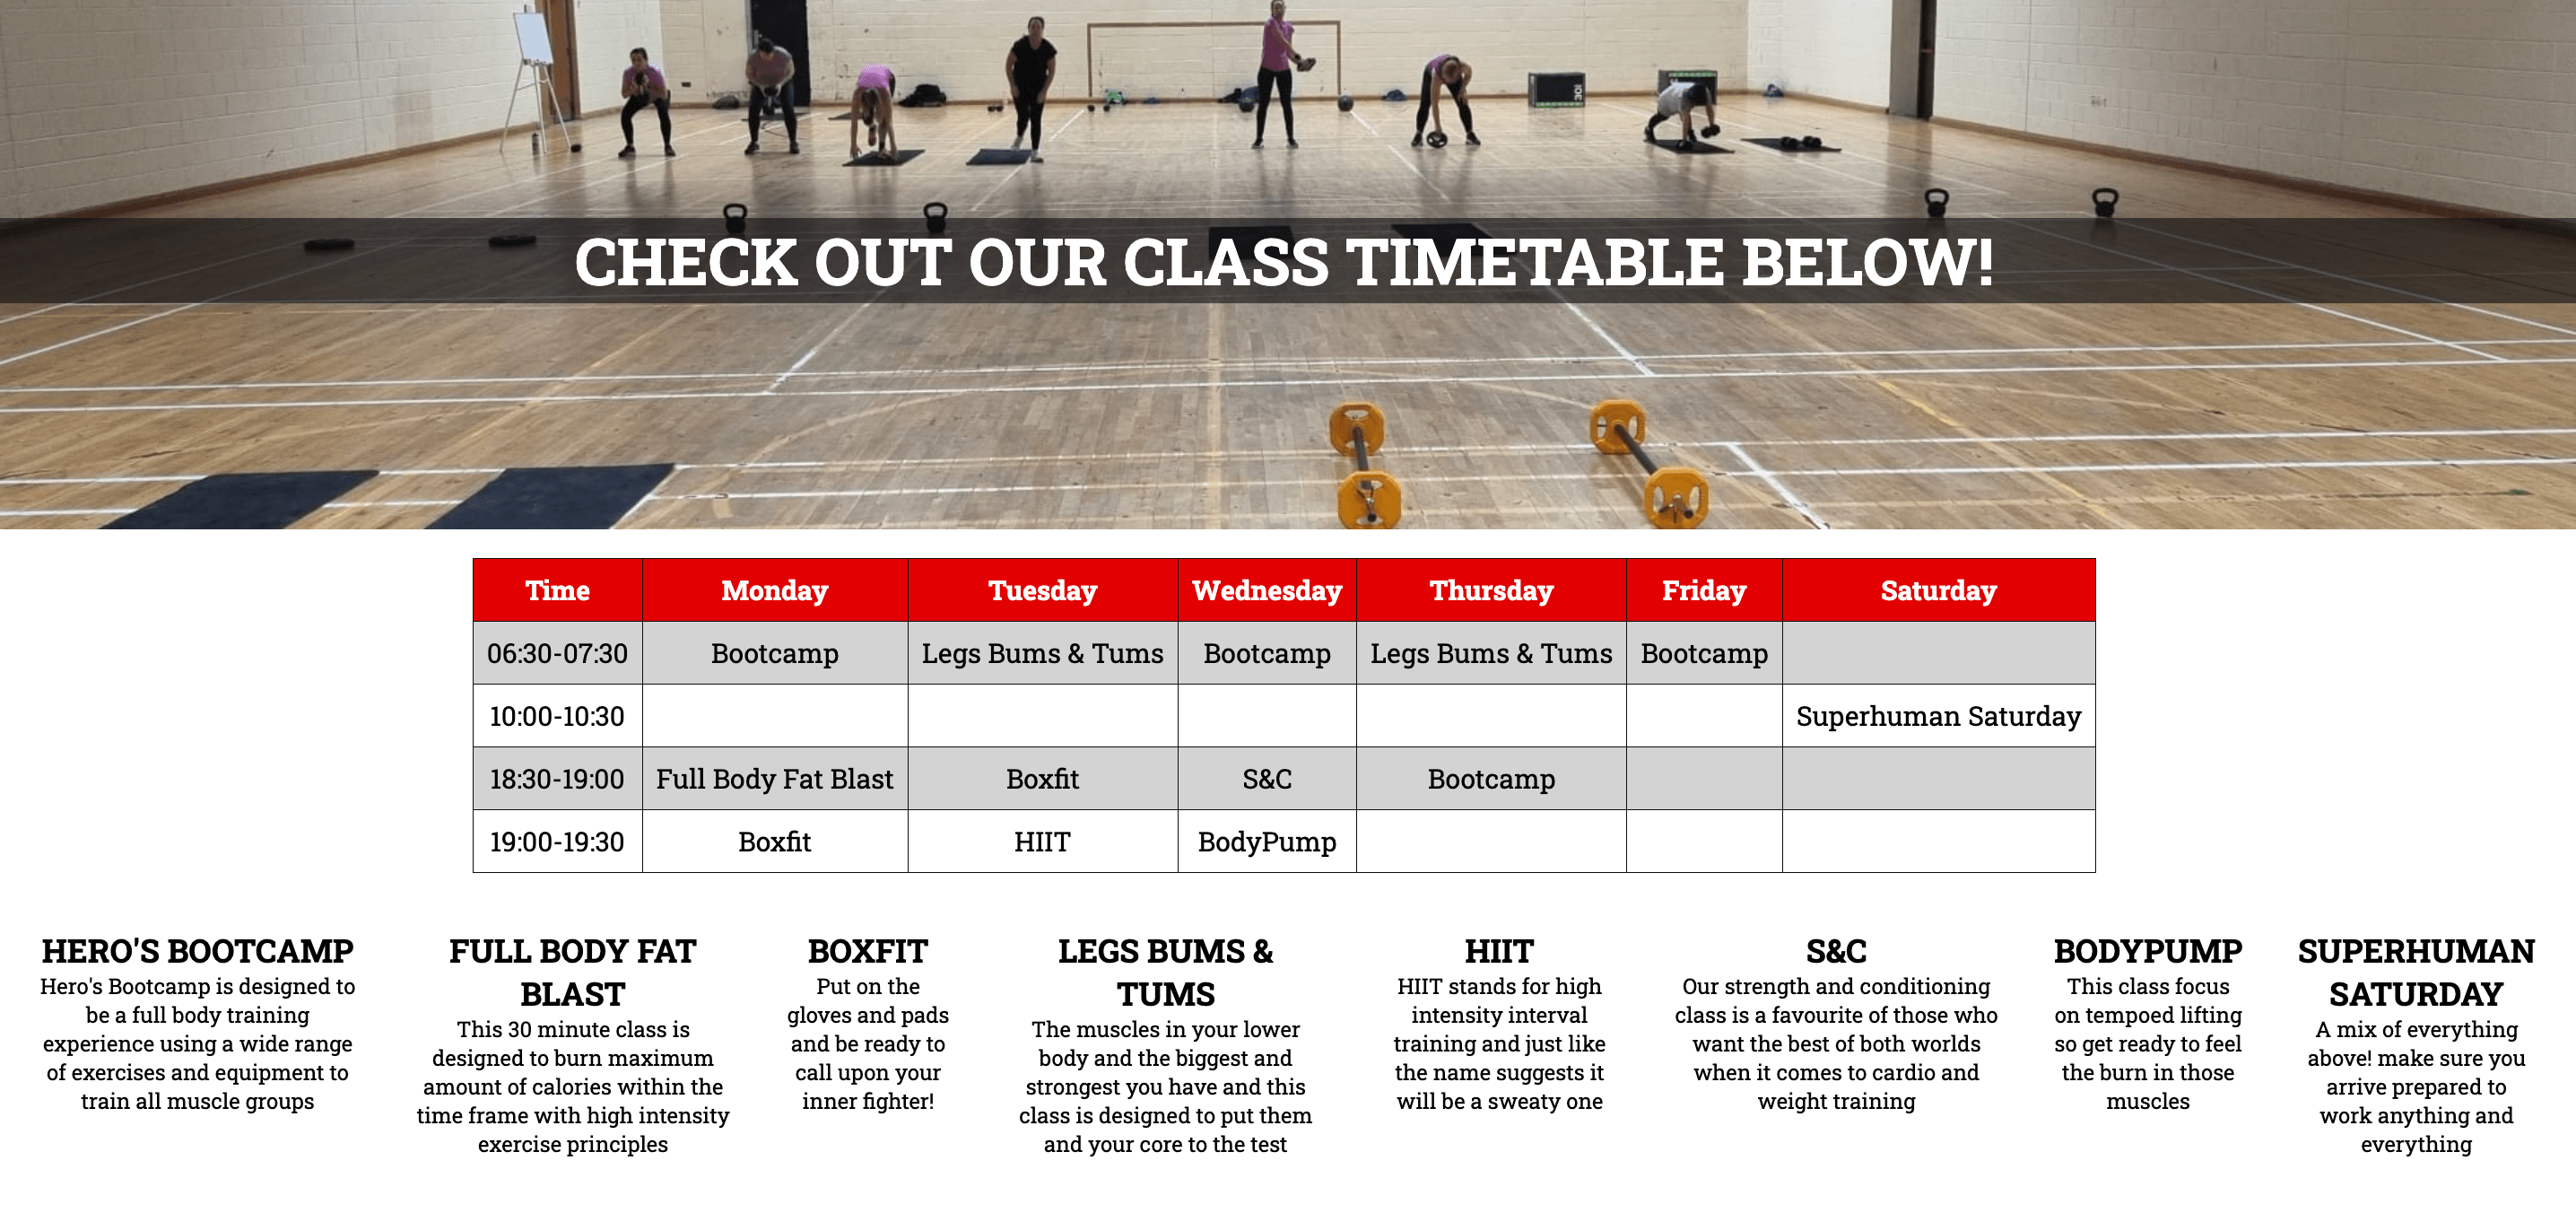 CHECK OUT OUR CLASS TIMETABLE BELOW!
Time Monday Tuesday Wednesday Thursday Friday Saturday
06:30-07:30 Bootcamp Legs Bums & Tums Bootcamp Legs Bums & Tums Bootcamp
10:00-10:30 Superhuman Saturday
18:30-19:00 Full Body Fat Blast Boxfit S&C Bootcamp
19:00-19:30 Boxfit HIIT BodyPump
HERO'S BOOTCAMP
Hero's Bootcamp is designed to
be a full body training
experience using a wide range
of exercises and equipment to
train all muscle groups
FULL BODY FAT
BLAST
This 30 minute class is
designed to burn maximum
amount of calories within the
time frame with high intensity
exercise principles
BOXFIT
Put on the
gloves and pads
and be ready to
call upon your
inner fighter!
LEGS BUMS &
TUMS
The muscles in your lower
body and the biggest and
strongest you have and this
class is designed to put them
and your core to the test
HIIT
HIIT stands for high
intensity interval
training and just like
the name suggests it
will be a sweaty one
S&C
Our strength and conditioning
class is a favourite of those who
want the best of both worlds
when it comes to cardio and
weight training
BODYPUMP
This class focus
on tempoed lifting
so get ready to feel
the burn in those
muscles
SUPERHUMAN
SATURDAY
A mix of everything
above! make sure you
arrive prepared to
work anything and
everything